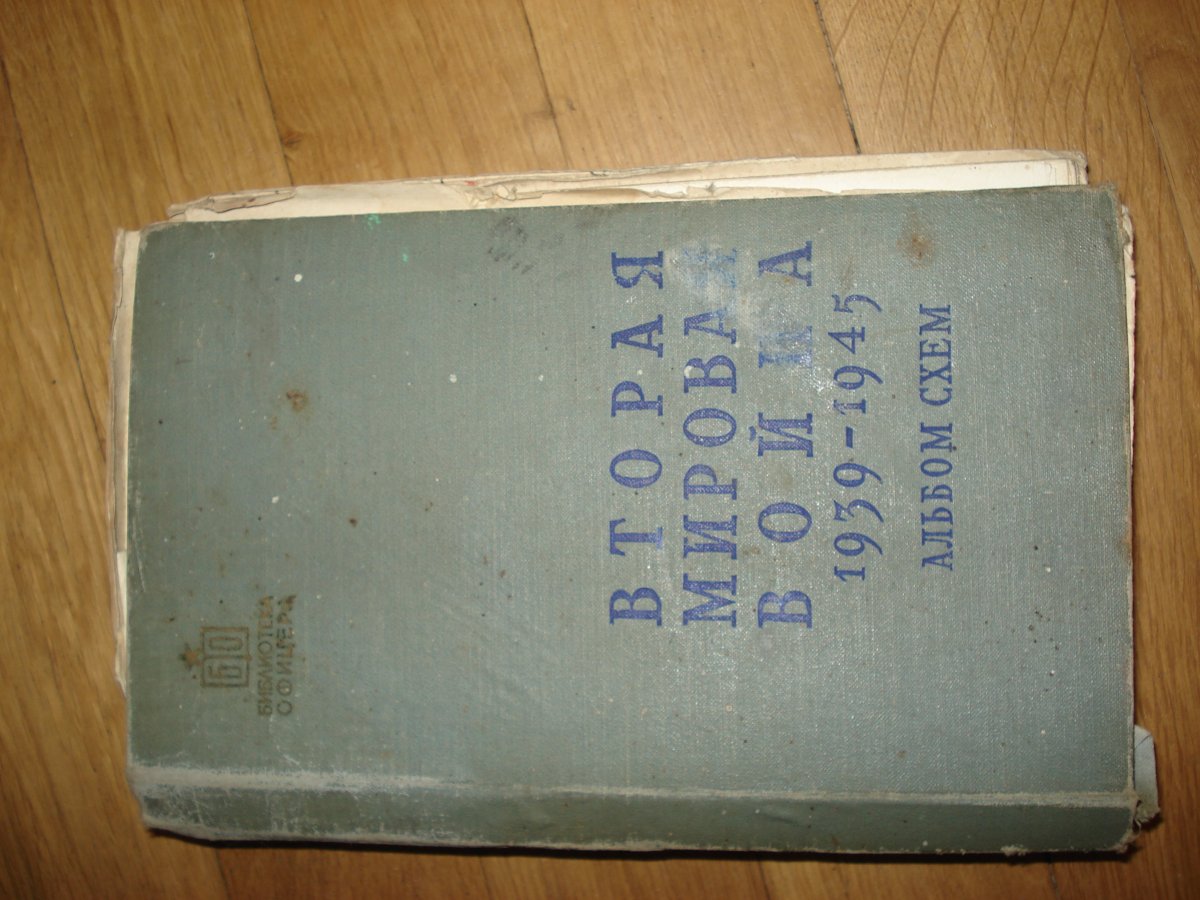 БО
БИБЛИОТЕКА
ОФИЦЕРА
ВТОРАЯ
МИРОВАЯ
ВОЙНА
1939-1945
АЛЬБОМ СХЕМ